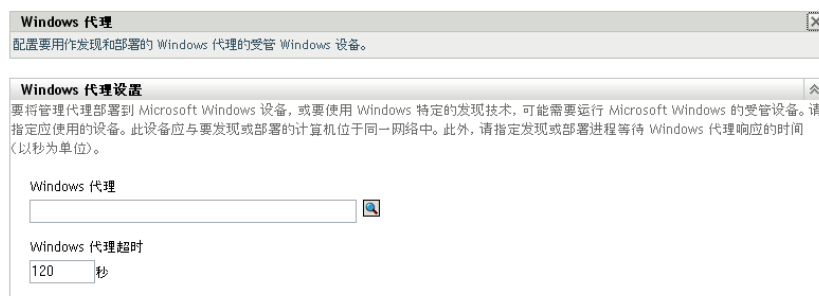 Windows 代理
配置要用作发现和部署的 Windows 代理的受管 Windows 设备。
Windows 代理设置
要将管理代理部署到 Microsoft Windows 设备, 或要使用 Windows 特定的发现技术, 可能需要运行 Microsoft Windows 的受管设备。请
指定应使用的设备。此设备应与要发现或部署的计算机位于同一网络中。此外, 请指定发现或部署进程等待 Windows 代理响应的时间
(以秒为单位)。
Windows 代理
Windows 代理超时
120 秒